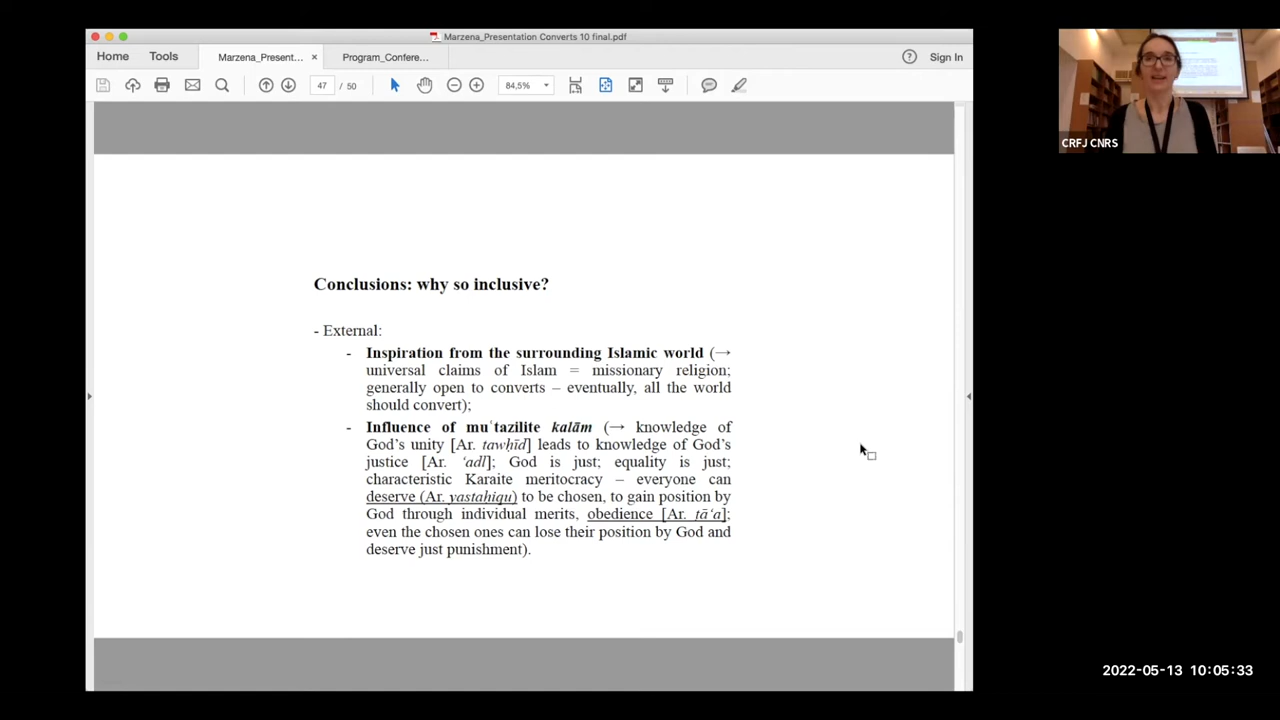 Marzena_Presentation Converts 10 final.pdf
Home Tools Marzena_Present... × Program_Confere... ? Sign In
47 / 50 84,5%
CRFJ CNRS
Conclusions: why so inclusive?
- External:
- Inspiration from the surrounding Islamic world (→
universal claims of Islam = missionary religion;
generally open to converts – eventually, all the world
should convert);
- Influence of muʿtazilite kalām (→ knowledge of
God's unity [Ar. tawḥīd] leads to knowledge of God's
justice [Ar. ʿadl]; God is just; equality is just;
characteristic Karaite meritocracy – everyone can
deserve (Ar. yastahiqu) to be chosen, to gain position by
God through individual merits, obedience [Ar. ṭāʿa];
even the chosen ones can lose their position by God and
deserve just punishment).
2022-05-13 10:05:33